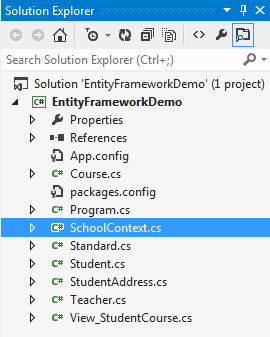 Solution Explorer
Search Solution Explorer (Ctrl+;)
Solution 'EntityFrameworkDemo' (1 project)
C# EntityFrameworkDemo
Properties
References
App.config
C# Course.cs
packages.config
C# Program.cs
C# SchoolContext.cs
C# Standard.cs
C# Student.cs
C# StudentAddress.cs
C# Teacher.cs
C# View_StudentCourse.cs